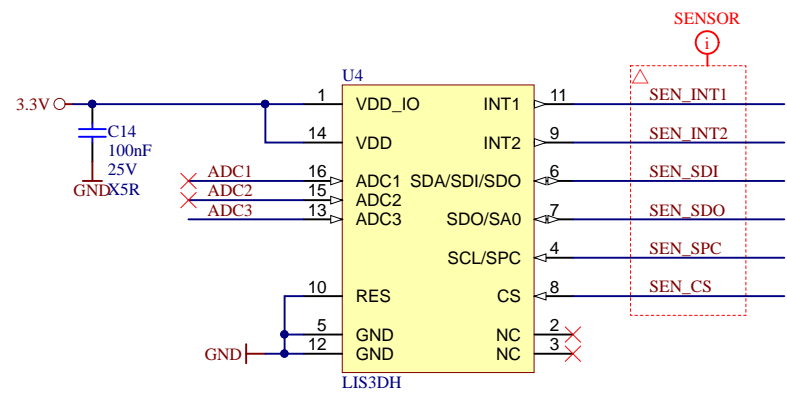 SENSOR
i
U4
3.3V
1 VDD_IO INT1 11 SEN_INT1
C14
100nF
25V
X5R
GND
14 VDD INT2 9 SEN_INT2
ADC1 16 ADC1 SDA/SDI/SDO 6 SEN_SDI
ADC2 15 ADC2
ADC3 13 ADC3 SDO/SA0 7 SEN_SDO
SCL/SPC 4 SEN_SPC
10 RES CS 8 SEN_CS
5 GND NC 2
GND 12 GND NC 3
LIS3DH